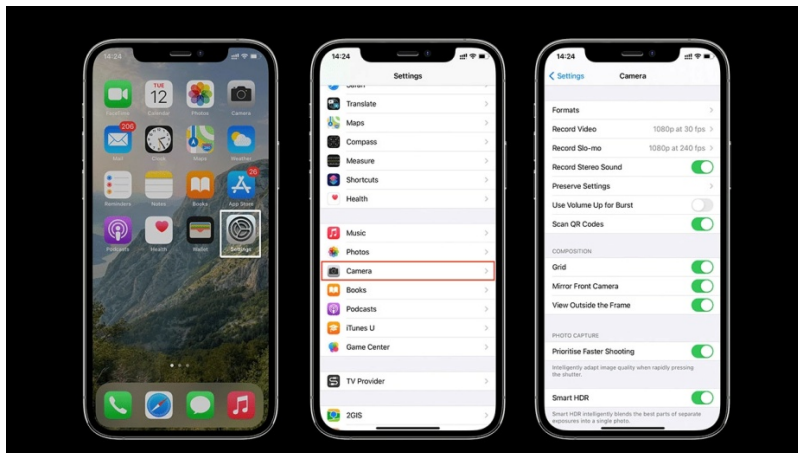 14:24
TUE
12
FaceTime
Calendar
Photos
Camera
206
Mail
Clock
Maps
Weather
26
Reminders
Notes
Books
App Store
Podcasts
Health
Wallet
Settings
14:24
Settings
Translate
Maps
Compass
Measure
Shortcuts
Health
Music
Photos
Camera
Books
Podcasts
iTunes U
Game Center
TV Provider
2GIS
14:24
Settings
Camera
Formats
Record Video 1080p at 30 fps
Record Slo-mo 1080p at 240 fps
Record Stereo Sound
Preserve Settings
Use Volume Up for Burst
Scan QR Codes
COMPOSITION
Grid
Mirror Front Camera
View Outside the Frame
PHOTO CAPTURE
Prioritise Faster Shooting
Intelligently adapt image quality when rapidly pressing
the shutter.
Smart HDR
Smart HDR intelligently blends the best parts of separate
exposures into a single photo.